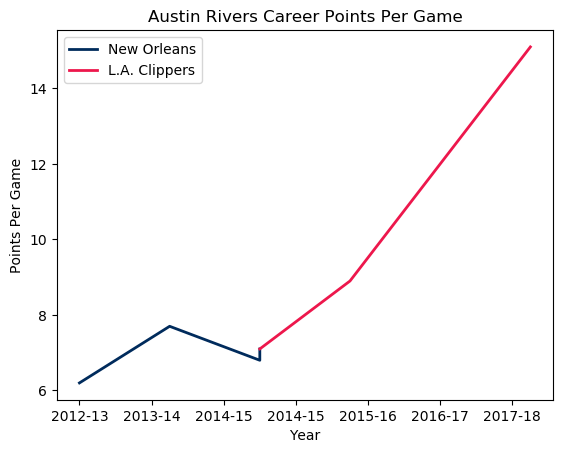 Austin Rivers Career Points Per Game
New Orleans
L.A. Clippers
Points Per Game
14
12
10
8
6
2012-13 2013-14 2014-15 2014-15 2015-16 2016-17 2017-18
Year